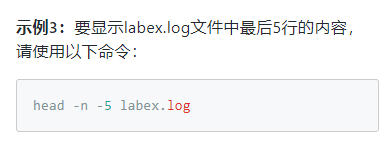 示例3：要显示labex.log文件中最后5行的内容，
请使用以下命令：
head -n -5 labex.log